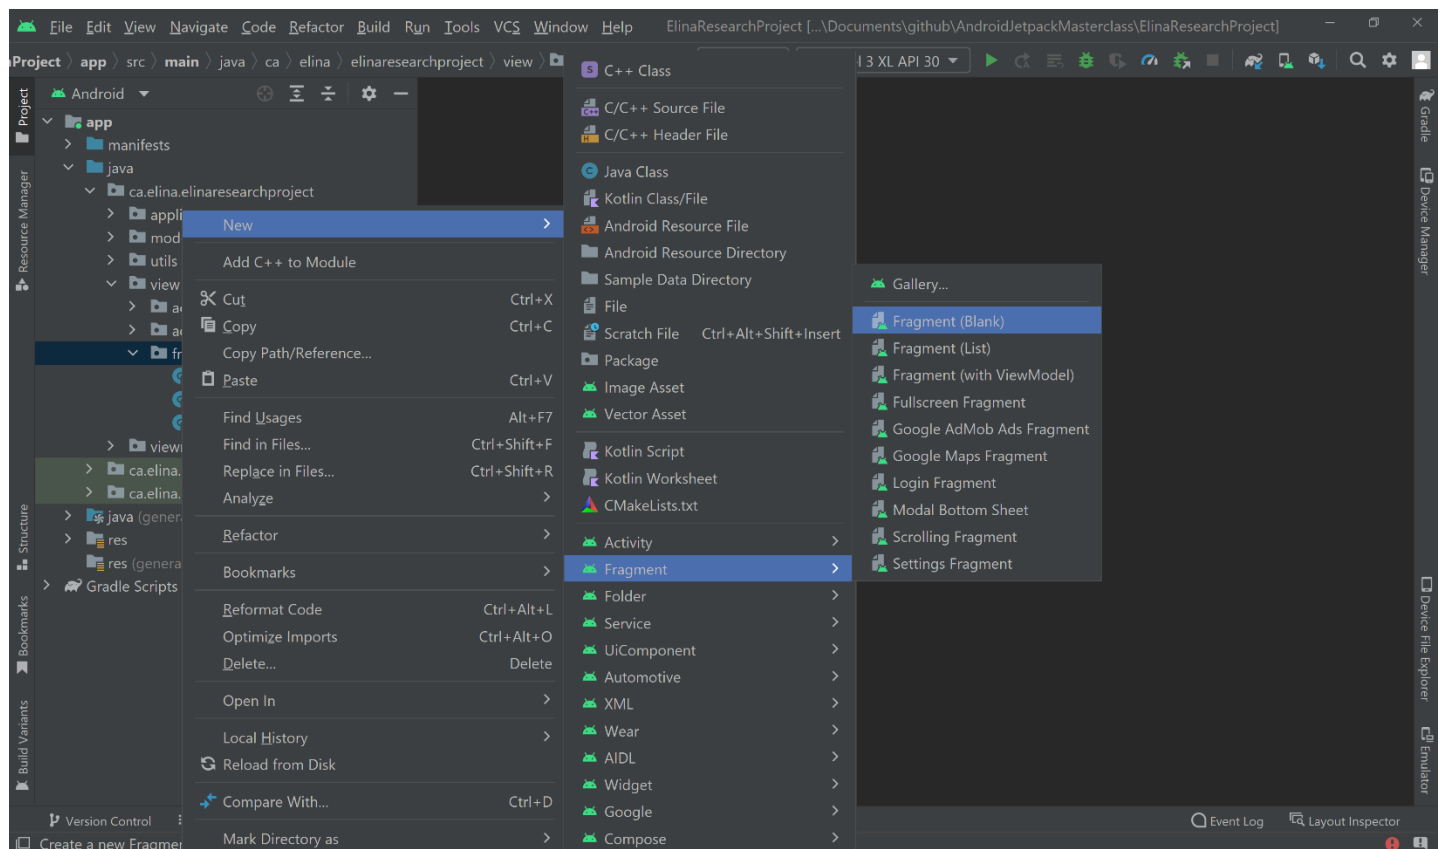 File Edit View Navigate Code Refactor Build Run Tools VCS Window Help ElinaResearchProject [...\Documents\github\AndroidJetpackMasterclass\ElinaResearchProject]
app src main java ca elina elinaresearchproject view
3 XL API 30
Android
app
manifests
java
ca.elina.elinaresearchproject
utils
view
ca.elina.
ca.elina.
java
res
res
Gradle Scripts
New
Add C++ to Module
Cut Ctrl+X
Copy Ctrl+C
Copy Path/Reference...
Paste Ctrl+V
Find Usages Alt+F7
Find in Files... Ctrl+Shift+F
Replace in Files... Ctrl+Shift+R
Analyze
Refactor
Bookmarks
Reformat Code Ctrl+Alt+L
Optimize Imports Ctrl+Alt+O
Delete... Delete
Open In
Local History
Reload from Disk
Compare With... Ctrl+D
Mark Directory as
C++ Class
C/C++ Source File
C/C++ Header File
Java Class
Kotlin Class/File
Android Resource File
Android Resource Directory
Sample Data Directory
File
Scratch File Ctrl+Alt+Shift+Insert
Package
Image Asset
Vector Asset
Kotlin Script
Kotlin Worksheet
CMakeLists.txt
Activity
Fragment
Folder
Service
UiComponent
Automotive
XML
Wear
AIDL
Widget
Google
Compose
Gallery...
Fragment (Blank)
Fragment (List)
Fragment (with ViewModel)
Fullscreen Fragment
Google AdMob Ads Fragment
Google Maps Fragment
Login Fragment
Modal Bottom Sheet
Scrolling Fragment
Settings Fragment
Project
Resource Manager
Structure
Bookmarks
Build Variants
Gradle
Device Manager
Device File Explorer
Emulator
Version Control
Event Log
Layout Inspector
Create a new